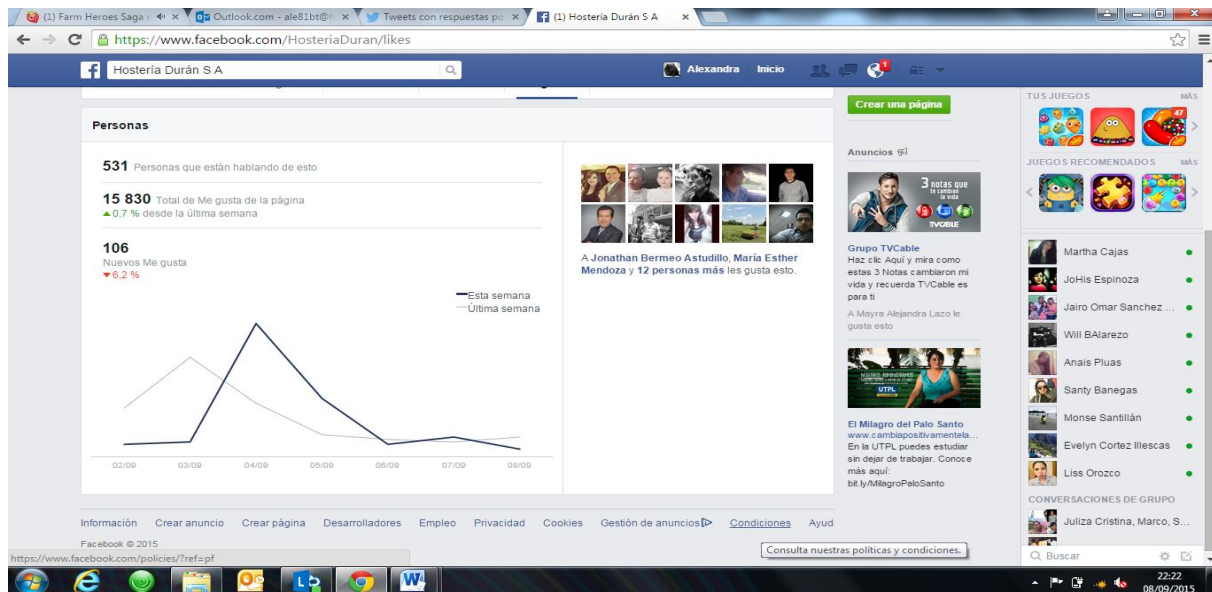 (1) Farm Heroes Saga
Outlook.com - ale81bt@
Tweets con respuestas po
(1) Hostería Durán S A
https://www.facebook.com/HosteriaDuran/likes
Hostería Durán S A
Alexandra Inicio
1
Personas
531 Personas que están hablando de esto
15 830 Total de Me gusta de la página
0,7 % desde la última semana
106
Nuevos Me gusta
6,2 %
Esta semana
Última semana
02/09 03/09 04/09 05/09 06/09 07/09 08/09
A Jonathan Bermeo Astudillo, María Esther
Mendoza y 12 personas más les gusta esto.
Crear una página
Anuncios
3 notas que
te cambian
la vida
TVCABLE
Grupo TVCable
Haz clic Aquí y mira como
estas 3 Notas cambiaron mi
vida y recuerda TVCable es
para ti
A Mayra Alejandra Lazo le
gusta esto
UTPL
El Milagro del Palo Santo
www.cambiapositivamentela...
En la UTPL puedes estudiar
sin dejar de trabajar. Conoce
más aquí:
bit.ly/MilagroPaloSanto
TUS JUEGOS MÁS
47
JUEGOS RECOMENDADOS MÁS
Martha Cajas
JoHis Espinoza
Jairo Omar Sanchez ...
Will BAlarezo
Anais Pluas
Santy Banegas
Monse Santillán
Evelyn Cortez Illescas
Liss Orozco
CONVERSACIONES DE GRUPO
Juliza Cristina, Marco, S...
Buscar
Información Crear anuncio Crear página Desarrolladores Empleo Privacidad Cookies Gestión de anuncios Condiciones Ayud
Facebook © 2015
https://www.facebook.com/policies/?ref=pf
Consulta nuestras políticas y condiciones.
22:22
08/09/2015